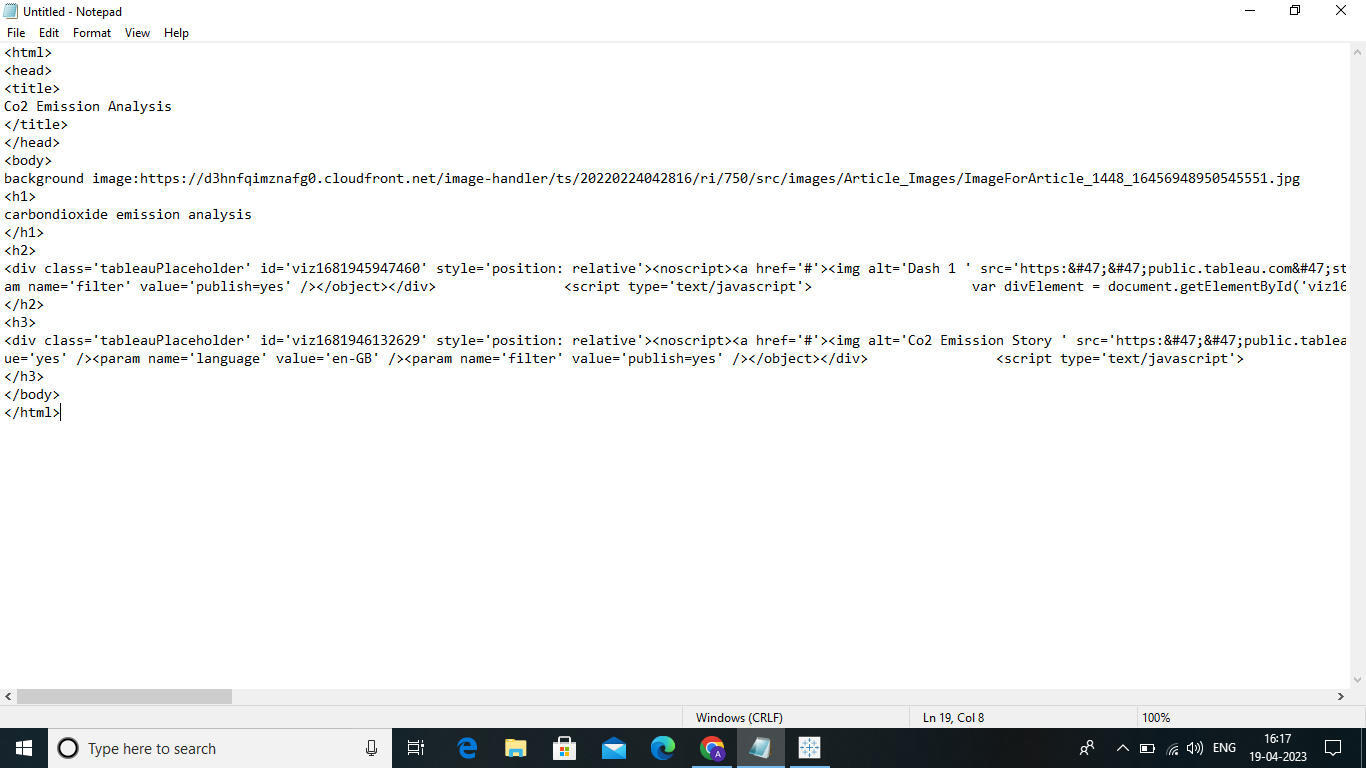 Untitled - Notepad
File Edit Format View Help
<html>
<head>
<title>
Co2 Emission Analysis
</title>
</head>
<body>
background image:https://d3hnfqimznafg0.cloudfront.net/image-handler/ts/20220224042816/ri/750/src/images/Article_Images/ImageForArticle_1448_16456948950545551.jpg
<h1>
carbondioxide emission analysis
</h1>
<h2>
<div class='tableauPlaceholder' id='viz1681945947460' style='position: relative'><noscript><a href='#'><img alt='Dash 1 ' src='https:&#47;&#47;public.tableau.com&#47;st
am name='filter' value='publish=yes' /></object></div>                <script type='text/javascript'>                    var divElement = document.getElementById('viz16
</h2>
<h3>
<div class='tableauPlaceholder' id='viz1681946132629' style='position: relative'><noscript><a href='#'><img alt='Co2 Emission Story ' src='https:&#47;&#47;public.tablea
ue='yes' /><param name='language' value='en-GB' /><param name='filter' value='publish=yes' /></object></div>                <script type='text/javascript'>
</h3>
</body>
</html>
Windows (CRLF) Ln 19, Col 8 100%
Type here to search
ENG
16:17
19-04-2023